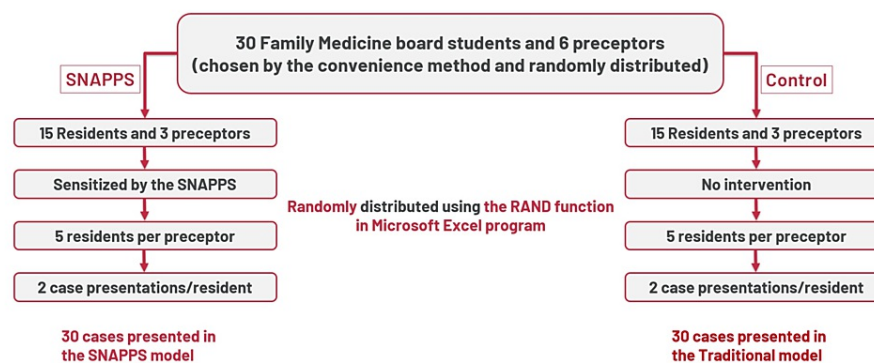 30 Family Medicine board students and 6 preceptors
(chosen by the convenience method and randomly distributed)
SNAPPS
Control
15 Residents and 3 preceptors
15 Residents and 3 preceptors
Sensitized by the SNAPPS
No intervention
Randomly distributed using the RAND function
in Microsoft Excel program
5 residents per preceptor
5 residents per preceptor
2 case presentations/resident
2 case presentations/resident
30 cases presented in
the SNAPPS model
30 cases presented in
the Traditional model